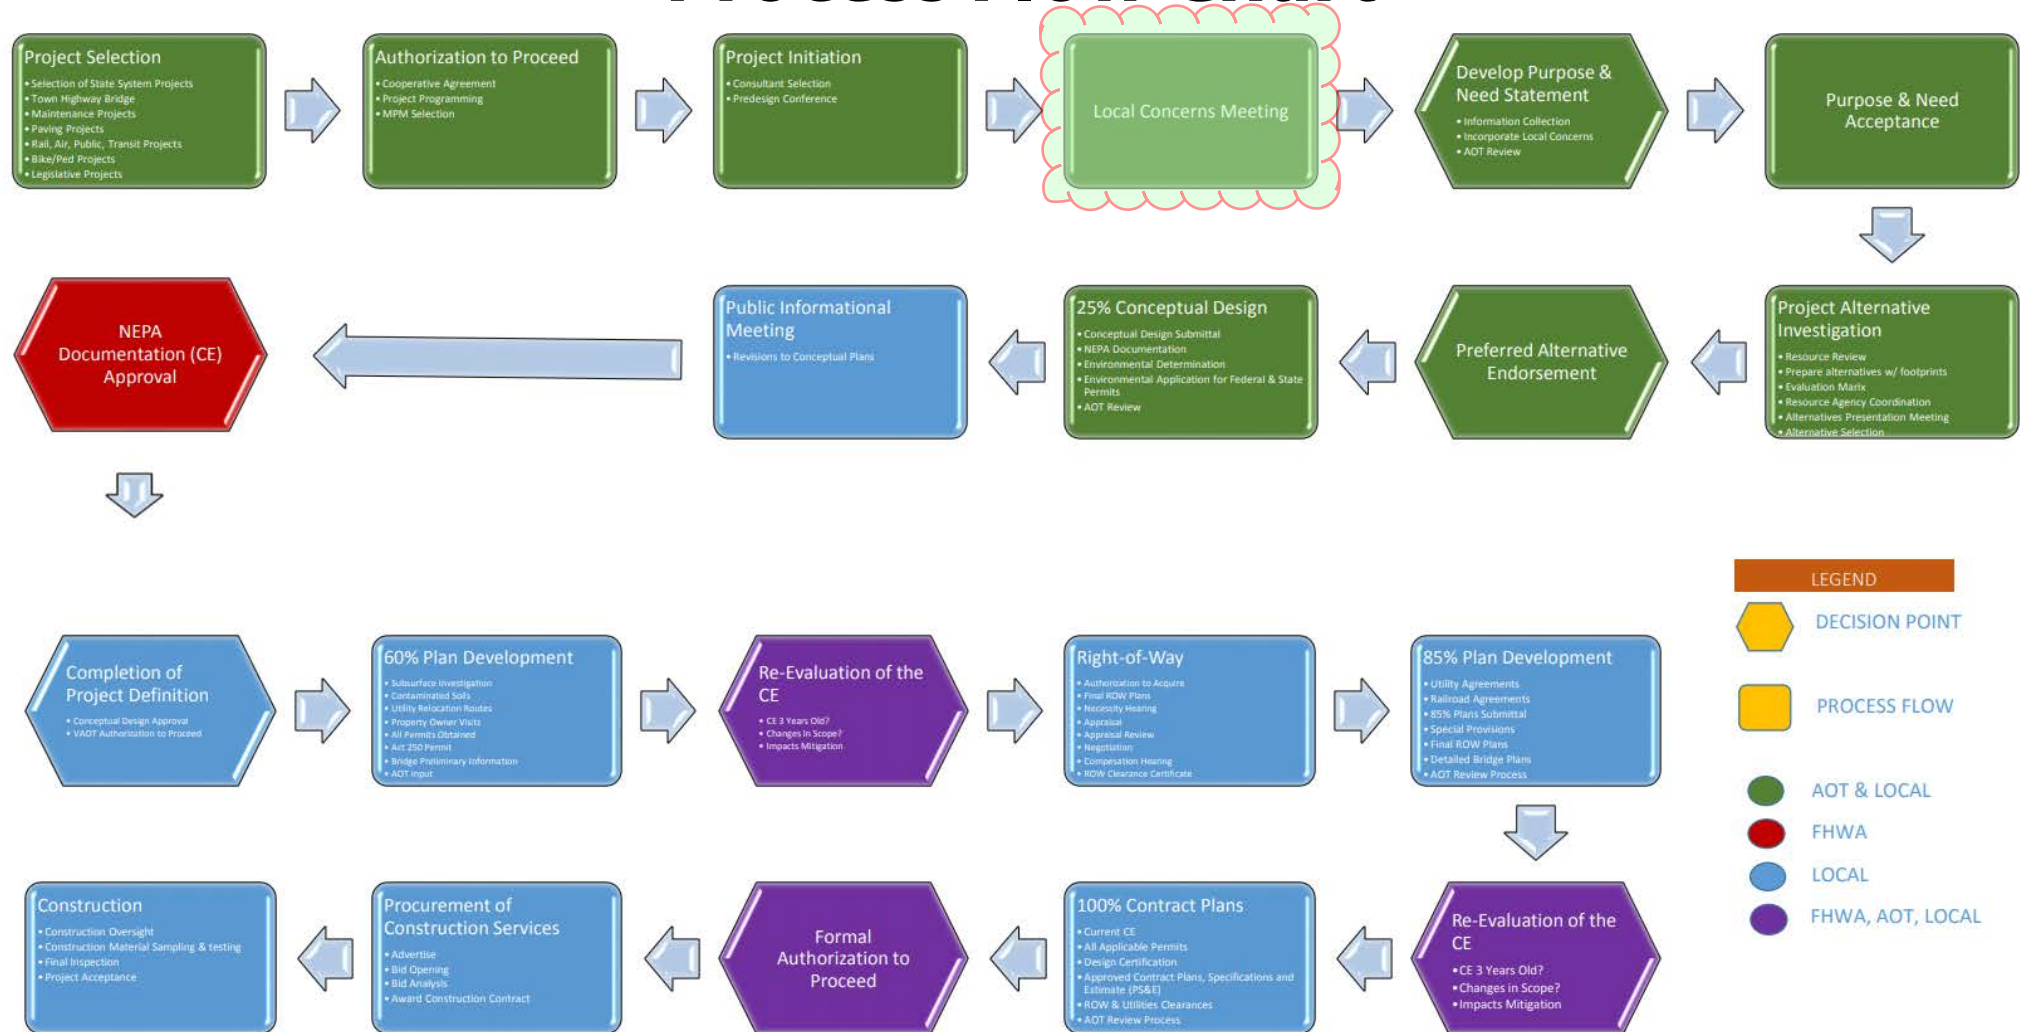 Process Flow Chart
Project Selection
• Selection of State System Projects
• Town Highway Bridge
• Maintenance Projects
• Paving Projects
• Rail, Air, Public, Transit Projects
• Bike/Ped Projects
• Legislative Projects
Authorization to Proceed
• Cooperative Agreement
• Project Programming
• MPM Selection
Project Initiation
• Consultant Selection
• Predesign Conference
Local Concerns Meeting
Develop Purpose &
Need Statement
• Information Collection
• Incorporate Local Concerns
• AOT Review
Purpose & Need
Acceptance
Project Alternative
Investigation
• Resource Review
• Prepare alternatives w/ footprints
• Evaluation Marix
• Resource Agency Coordination
• Alternatives Presentation Meeting
• Alternative Selection
Preferred Alternative
Endorsement
25% Conceptual Design
• Conceptual Design Submittal
• NEPA Documentation
• Environmental Determination
• Environmental Application for Federal & State
Permits
• AOT Review
Public Informational
Meeting
• Revisions to Conceptual Plans
NEPA
Documentation (CE)
Approval
Completion of
Project Definition
• Conceptual Design Approval
• VAOT Authorization to Proceed
60% Plan Development
• Subsurface Investigation
• Contaminated Soils
• Utility Relocation Routes
• Property Owner Visits
• All Permits Obtained
• Act 250 Permit
• Bridge Preliminary Information
• AOT input
Re-Evaluation of the
CE
• CE 3 Years Old?
• Changes in Scope?
• Impacts Mitigation
Right-of-Way
• Authorization to Acquire
• Final ROW Plans
• Necessity Hearing
• Appraisal
• Appraisal Review
• Negotiation
• Compesation Hearing
• ROW Clearance Certificate
85% Plan Development
• Utility Agreements
• Railroad Agreements
• 85% Plans Submittal
• Special Provisions
• Final ROW Plans
• Detailed Bridge Plans
• AOT Review Process
Re-Evaluation of the
CE
• CE 3 Years Old?
• Changes in Scope?
• Impacts Mitigation
100% Contract Plans
• Current CE
• All Applicable Permits
• Design Certification
• Approved Contract Plans, Specifications and
Estimate (PS&E)
• ROW & Utilities Clearances
• AOT Review Process
Formal
Authorization to
Proceed
Procurement of
Construction Services
• Advertise
• Bid Opening
• Bid Analysis
• Award Construction Contract
Construction
• Construction Oversight
• Construction Material Sampling & testing
• Final Inspection
• Project Acceptance
LEGEND
DECISION POINT
PROCESS FLOW
AOT & LOCAL
FHWA
LOCAL
FHWA, AOT, LOCAL